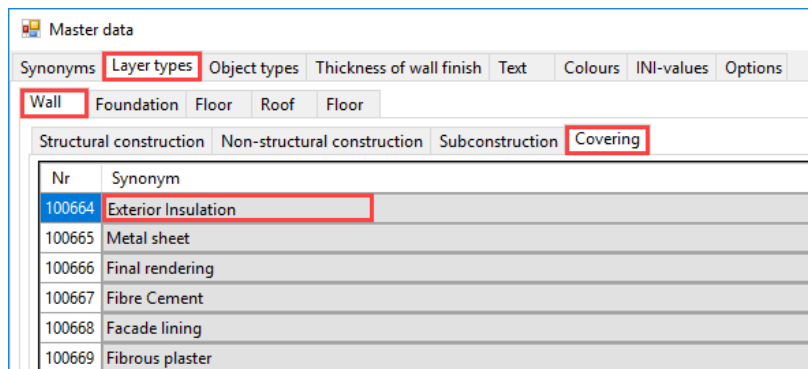 Master data
Synonyms Layer types Object types Thickness of wall finish Text Colours INI-values Options
Wall Foundation Floor Roof Floor
Structural construction Non-structural construction Subconstruction Covering
Nr Synonym
100664 Exterior Insulation
100665 Metal sheet
100666 Final rendering
100667 Fibre Cement
100668 Facade lining
100669 Fibrous plaster